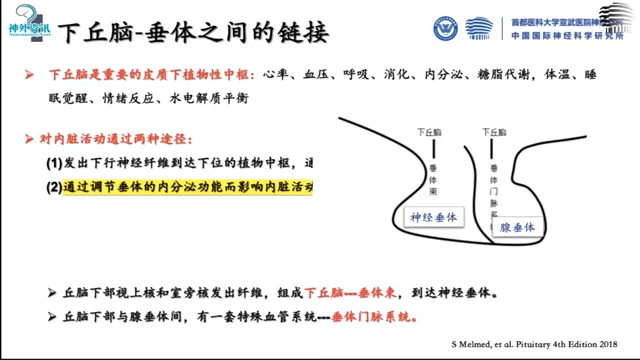 神外资讯
下丘脑-垂体之间的链接
首都医科大学宣武医院神经
中国国际神经科学研究所
下丘脑是重要的皮质下植物性中枢：心率、血压、呼吸、消化、内分泌、糖脂代谢，体温、睡
眠觉醒、情绪反应、水电解质平衡
对内脏活动通过两种途径：
(1)发出下行神经纤维到达下位的植物中枢，
(2)通过调节垂体的内分泌功能而影响内脏活动
下丘脑
垂体束
神经垂体
下丘脑
垂体门脉
腺垂体
丘脑下部视上核和室旁核发出纤维，组成下丘脑---垂体束，到达神经垂体。
丘脑下部与腺垂体间，有一套特殊血管系统---垂体门脉系统。
S Melmed, et al. Pituitary 4th Edition 2018